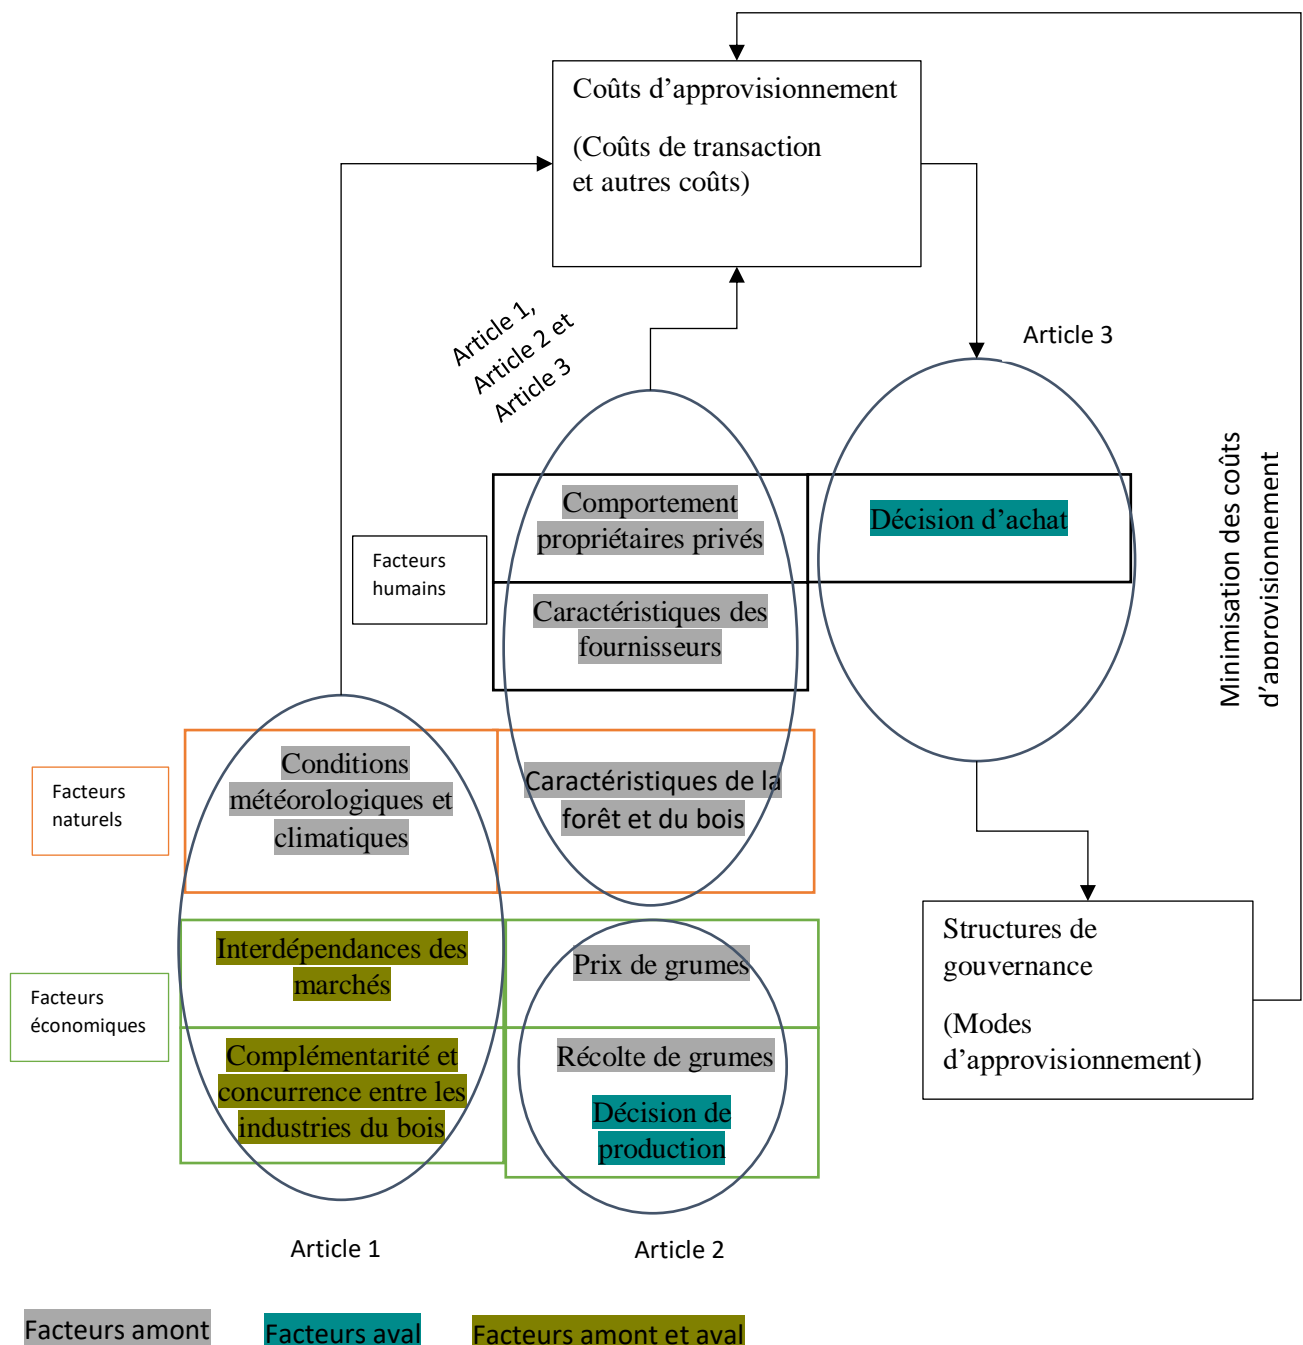 Coûts d’approvisionnement
(Coûts de transaction
et autres coûts)
Article 1,
Article 2 et
Article 3
Article 3
Minimisation des coûts
d’approvisionnement
Comportement
propriétaires privés
Décision d’achat
Facteurs
humains
Caractéristiques des
fournisseurs
Facteurs
naturels
Conditions
météorologiques et
climatiques
Caractéristiques de la
forêt et du bois
Structures de
gouvernance
(Modes
d’approvisionnement)
Facteurs
économiques
Interdépendances des
marchés
Prix de grumes
Complémentarité et
concurrence entre les
industries du bois
Récolte de grumes
Décision de
production
Article 1
Article 2
Facteurs amont
Facteurs aval
Facteurs amont et aval